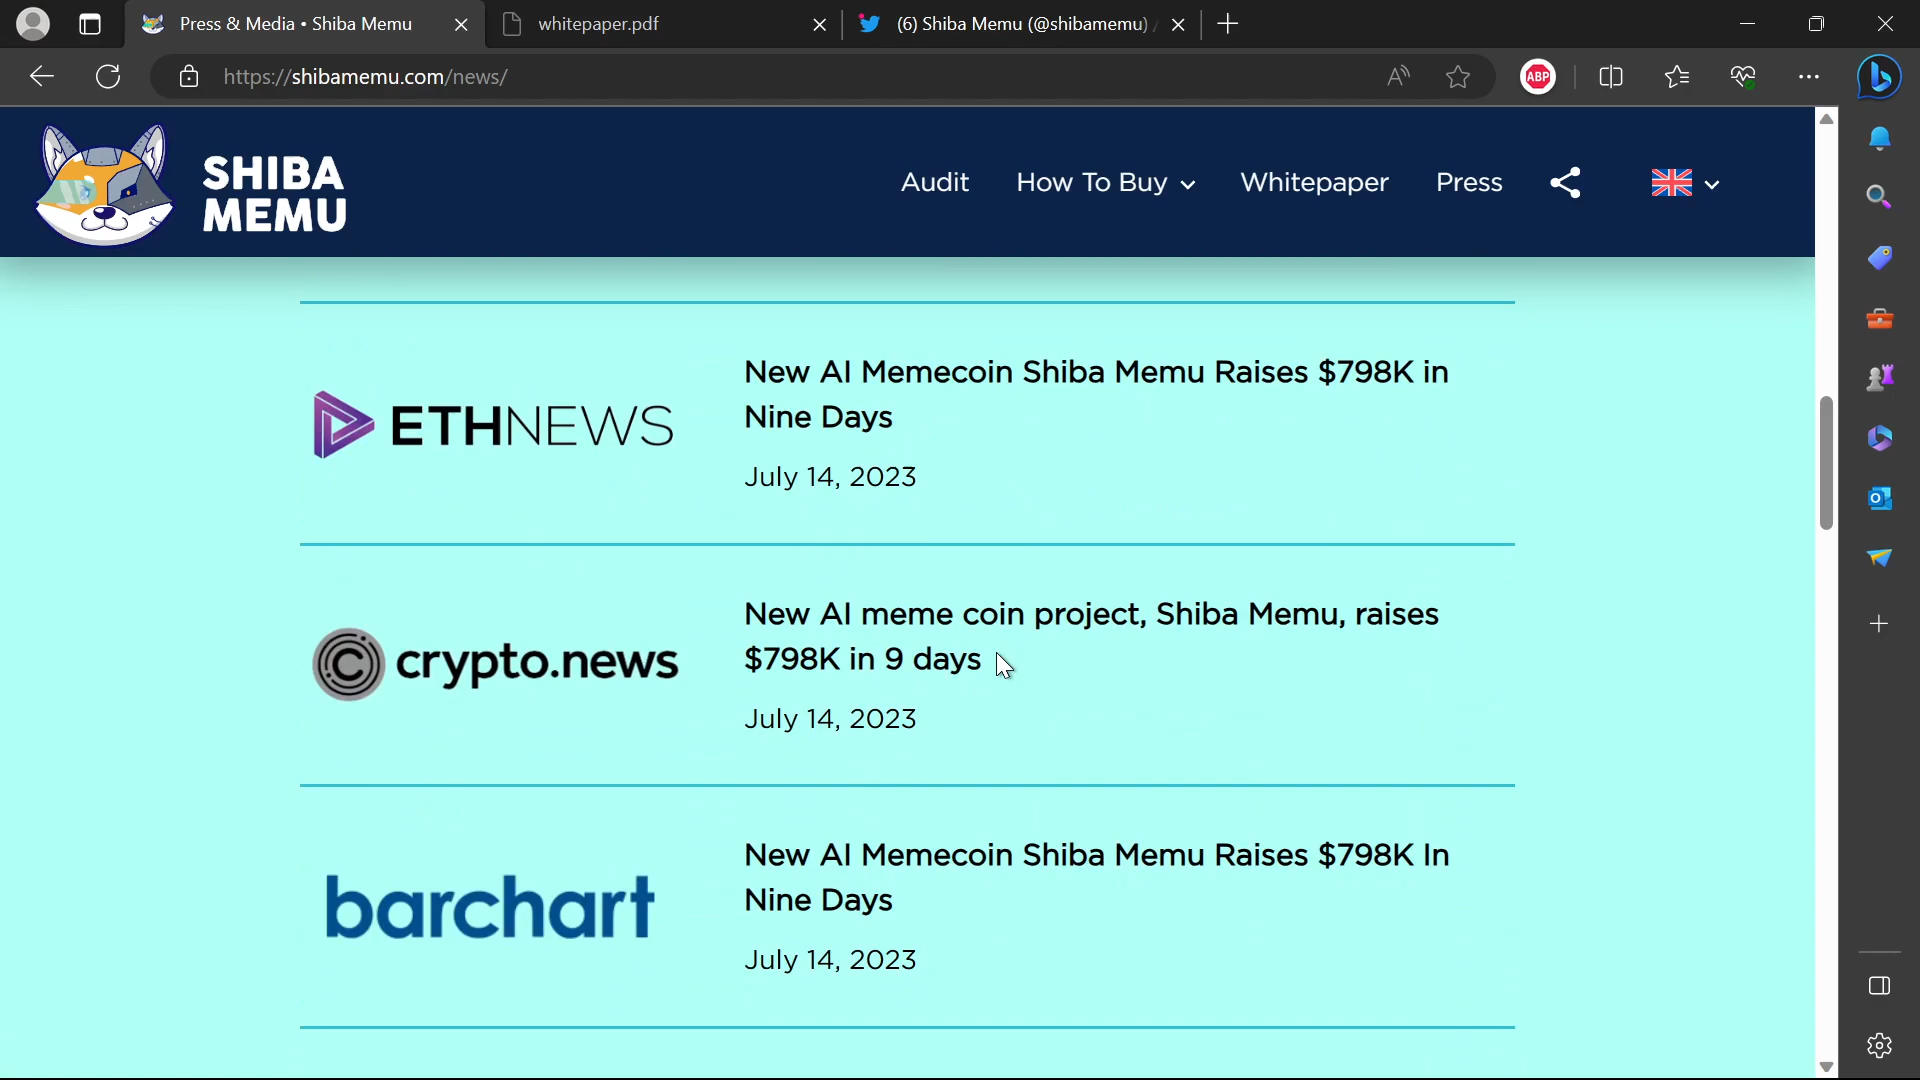 Press & Media • Shiba Memu
whitepaper.pdf
(6) Shiba Memu (@shibamemu)
https://shibamemu.com/news/
ABP
SHIBA
MEMU
Audit
How To Buy
Whitepaper
Press
ETHNEWS
New AI Memecoin Shiba Memu Raises $798K in
Nine Days
July 14, 2023
crypto.news
New AI meme coin project, Shiba Memu, raises
$798K in 9 days
July 14, 2023
barchart
New AI Memecoin Shiba Memu Raises $798K In
Nine Days
July 14, 2023